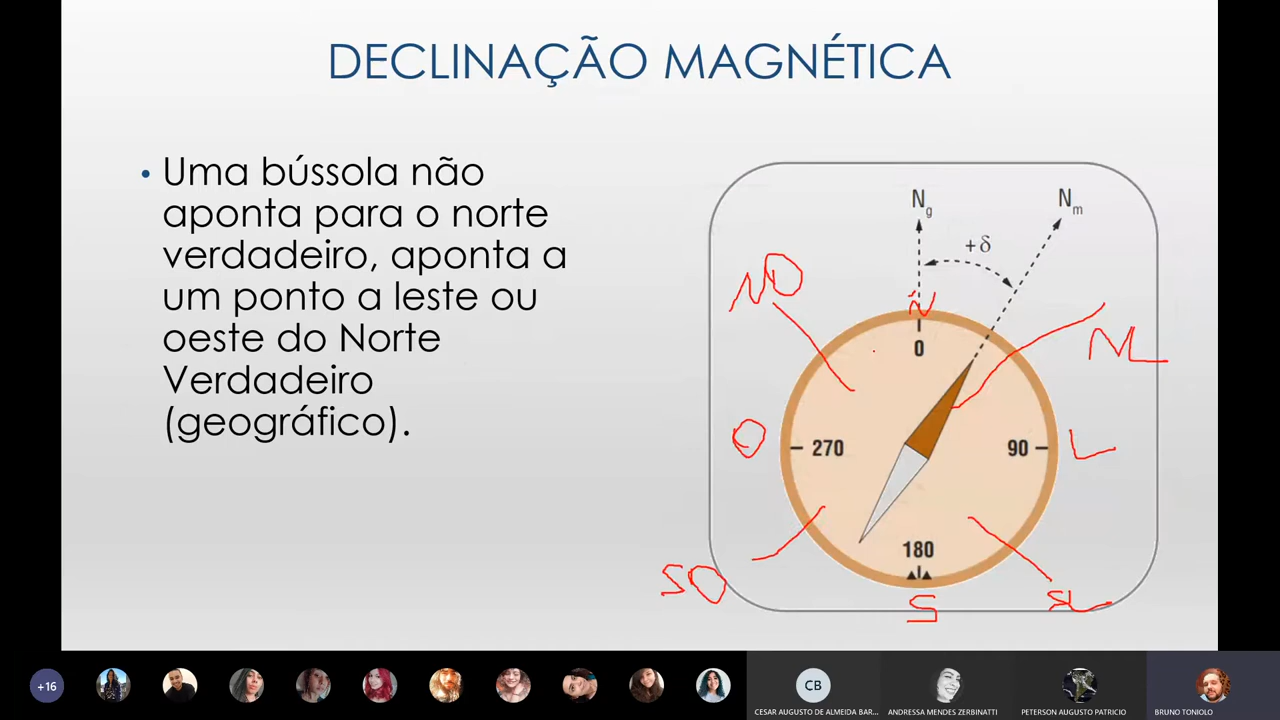 DECLINAÇÃO MAGNÉTICA
• Uma bússola não
aponta para o norte
verdadeiro, aponta a
um ponto a leste ou
oeste do Norte
Verdadeiro
(geográfico).
Ng
Nm
+δ
NO
N
0
NL
O
270
90
L
180
SO
S
SL
+16
CB
CESAR AUGUSTO DE ALMEIDA BAR...
ANDRESSA MENDES ZERBINATTI
PETERSON AUGUSTO PATRICIO
BRUNO TONIOLO